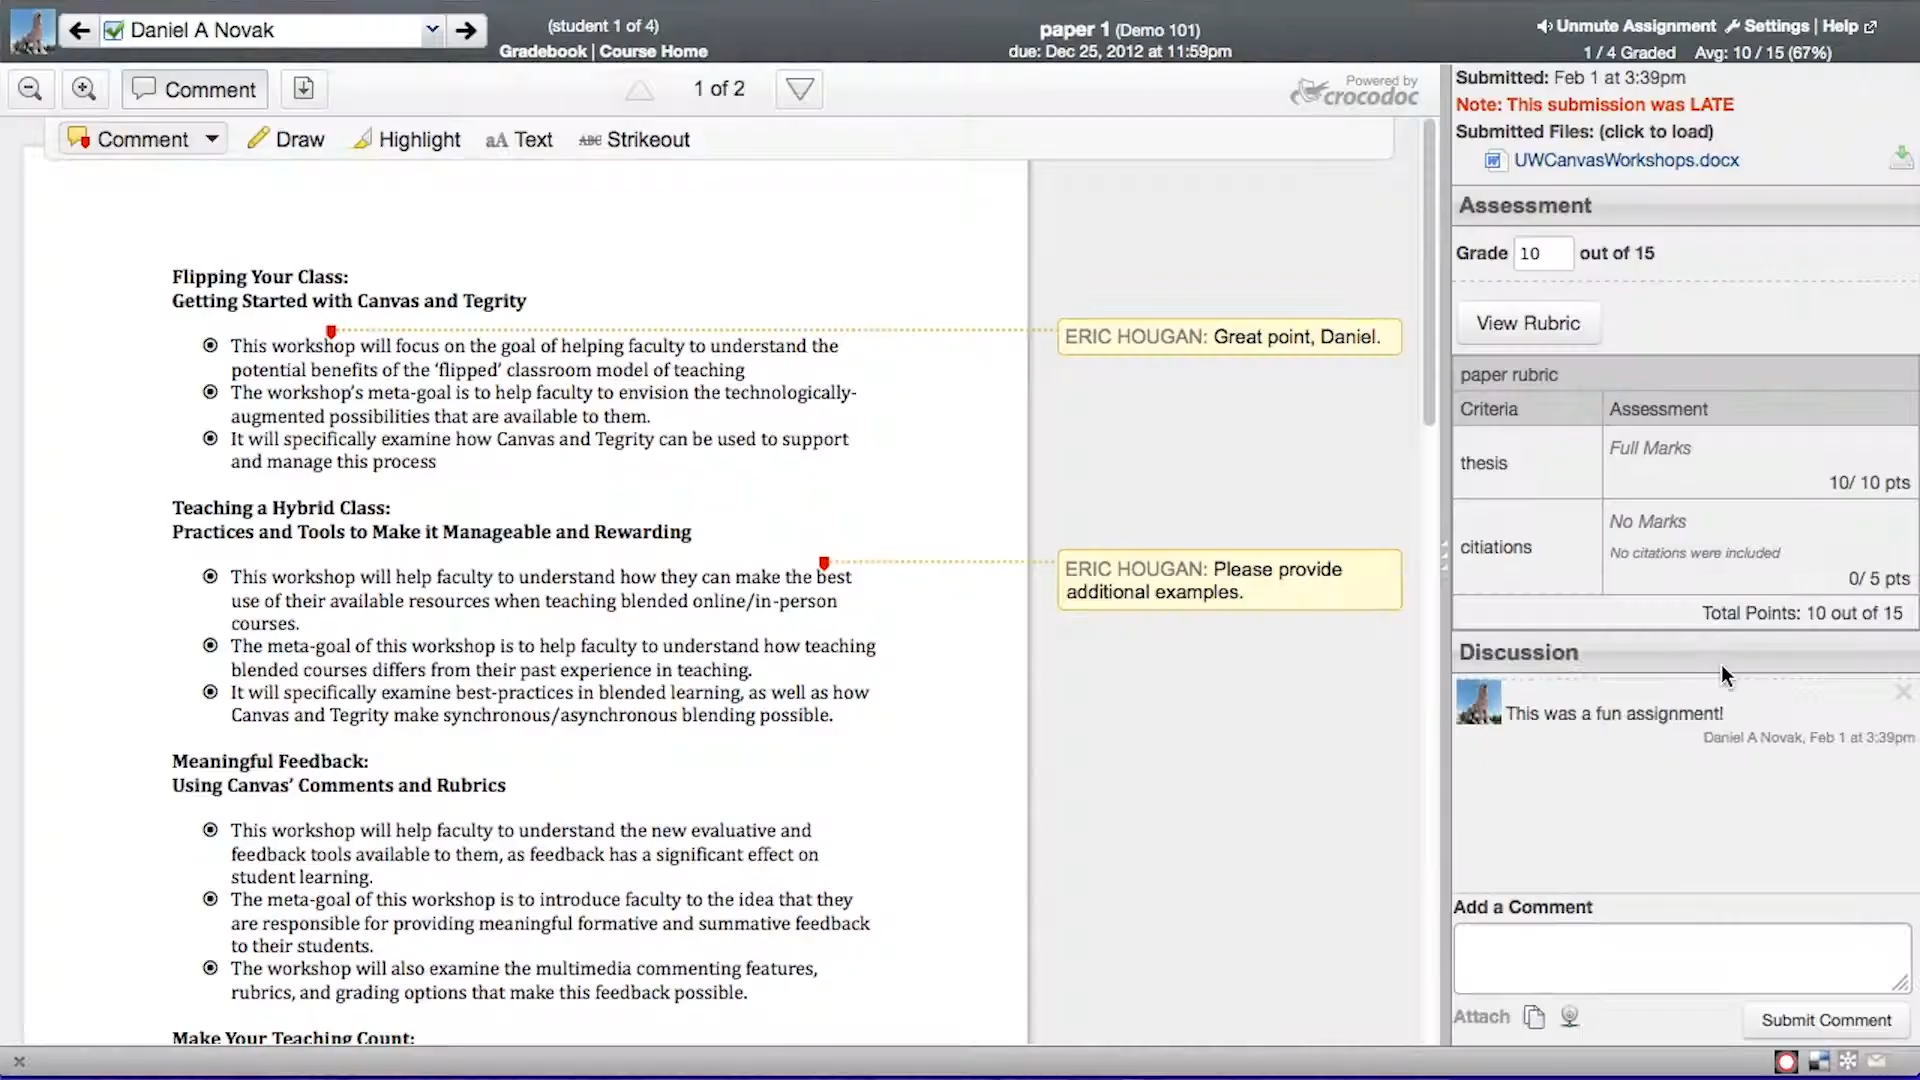 Daniel A Novak
(student 1 of 4)
Gradebook | Course Home
paper 1 (Demo 101)
due: Dec 25, 2012 at 11:59pm
Unmute Assignment Settings | Help
1 / 4 Graded Avg: 10 / 15 (67%)
Comment
1 of 2
Powered by
crocodoc
Comment Draw Highlight aA Text ABC Strikeout
Flipping Your Class:
Getting Started with Canvas and Tegrity
This workshop will focus on the goal of helping faculty to understand the
potential benefits of the ‘flipped’ classroom model of teaching
The workshop’s meta-goal is to help faculty to envision the technologically-
augmented possibilities that are available to them.
It will specifically examine how Canvas and Tegrity can be used to support
and manage this process
Teaching a Hybrid Class:
Practices and Tools to Make it Manageable and Rewarding
This workshop will help faculty to understand how they can make the best
use of their available resources when teaching blended online/in-person
courses.
The meta-goal of this workshop is to help faculty to understand how teaching
blended courses differs from their past experience in teaching.
It will specifically examine best-practices in blended learning, as well as how
Canvas and Tegrity make synchronous/asynchronous blending possible.
Meaningful Feedback:
Using Canvas’ Comments and Rubrics
This workshop will help faculty to understand the new evaluative and
feedback tools available to them, as feedback has a significant effect on
student learning.
The meta-goal of this workshop is to introduce faculty to the idea that they
are responsible for providing meaningful formative and summative feedback
to their students.
The workshop will also examine the multimedia commenting features,
rubrics, and grading options that make this feedback possible.
Make Your Teaching Count:
ERIC HOUGAN: Great point, Daniel.
ERIC HOUGAN: Please provide
additional examples.
Submitted: Feb 1 at 3:39pm
Note: This submission was LATE
Submitted Files: (click to load)
UWCanvasWorkshops.docx
Assessment
Grade 10 out of 15
View Rubric
paper rubric
Criteria Assessment
Full Marks
thesis
10/ 10 pts
No Marks
citiations
No citations were included
0/ 5 pts
Total Points: 10 out of 15
Discussion
This was a fun assignment!
Daniel A Novak, Feb 1 at 3:39pm
Add a Comment
Attach
Submit Comment